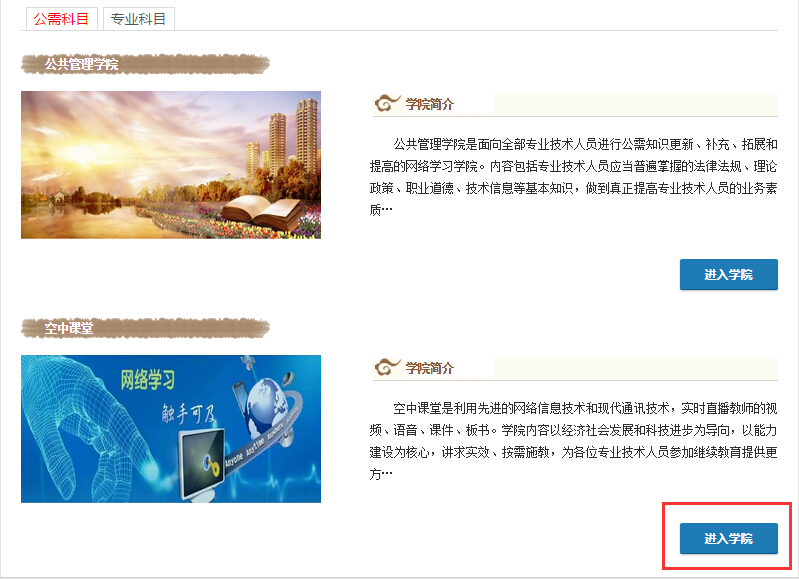 公需科目 专业科目
公共管理学院
学院简介
公共管理学院是面向全部专业技术人员进行公需知识更新、补充、拓展和
提高的网络学习学院。内容包括专业技术人员应当普遍掌握的法律法规、理论
政策、职业道德、技术信息等基本知识，做到真正提高专业技术人员的业务素
质…
进入学院
空中课堂
网络学习
触手可及
Anyone Anytime Anywhere
学院简介
空中课堂是利用先进的网络信息技术和现代通讯技术，实时直播教师的视
频、语音、课件、板书。学院内容以经济社会发展和科技进步为导向，以能力
建设为核心，讲求实效、按需施教，为各位专业技术人员参加继续教育提供更
方…
进入学院